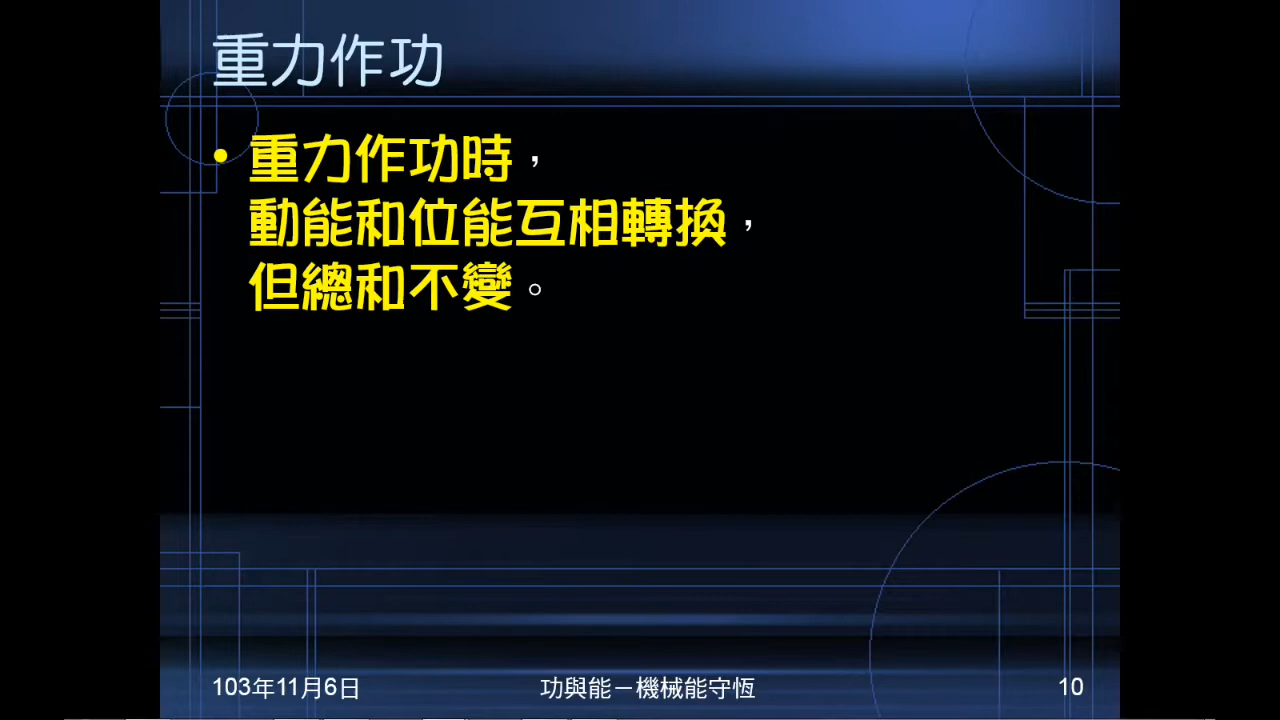 重力作功
• 重力作功時，
動能和位能互相轉換，
但總和不變。
103年11月6日 功與能－機械能守恆 10